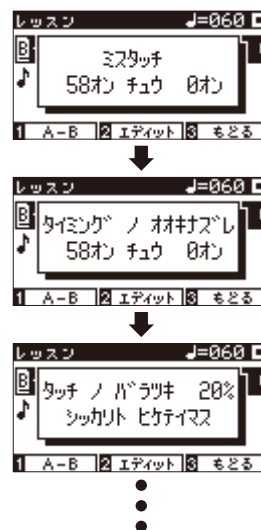 レッスン ♩=060
B ミスタッチ
♪ 58オン チュウ 0オン
1 A-B 2 エディット 3 もどる
レッスン ♩=060
B タイミング ノ オオキナズレ
♪ 58オン チュウ 0オン
1 A-B 2 エディット 3 もどる
レッスン ♩=060
B タッチ ノ バラツキ 20%
♪ シッカリト ヒケテイマス
1 A-B 2 エディット 3 もどる